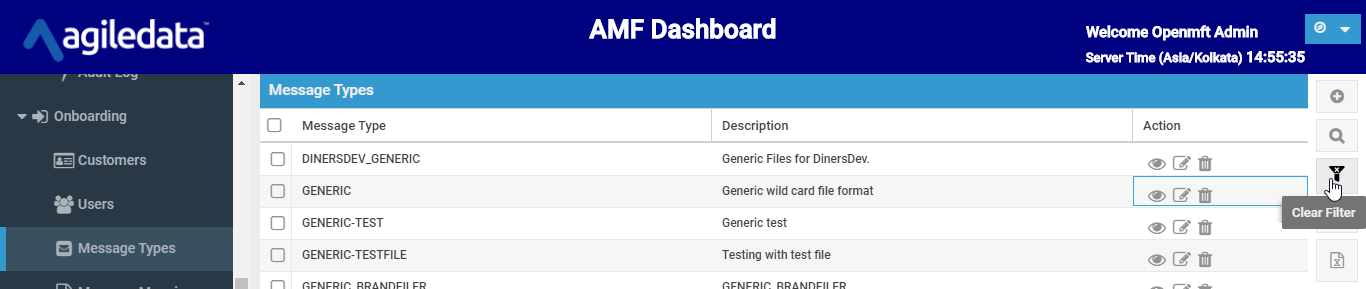 agiledata™
AMF Dashboard
Welcome Openmft Admin
Server Time (Asia/Kolkata) 14:55:35
Audit Log
Onboarding
Customers
Users
Message Types
Message Types
Message Type Description Action
DINERSDEV_GENERIC Generic Files for DinersDev.
GENERIC Generic wild card file format
GENERIC-TEST Generic test
GENERIC-TESTFILE Testing with test file
GENERIC_BRANDFILER GENERIC_BRANDFILER
Clear Filter